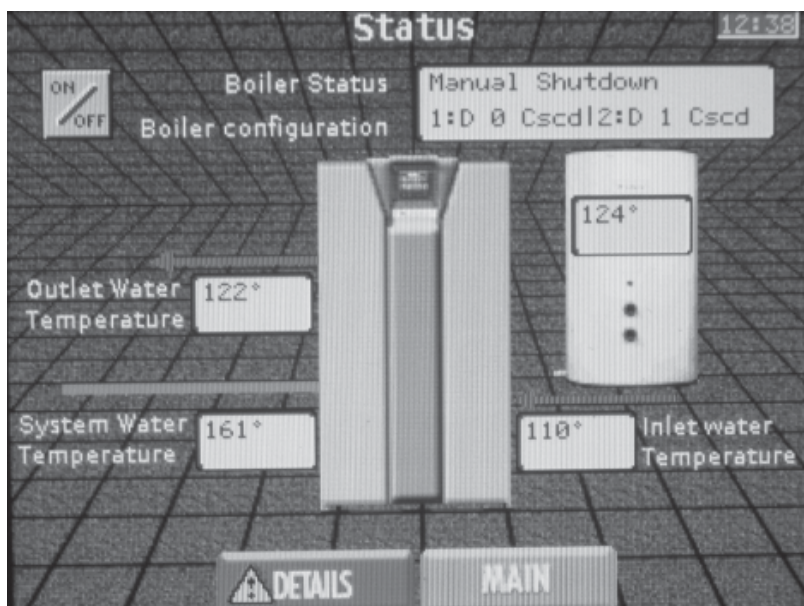 Status
12:38
ON
OFF
Boiler Status
Manual Shutdown
Boiler configuration
1:D 0 Cscd|2:D 1 Cscd
124°
Outlet Water
Temperature
122°
System Water
Temperature
161°
110°
Inlet water
Temperature
DETAILS
MAIN